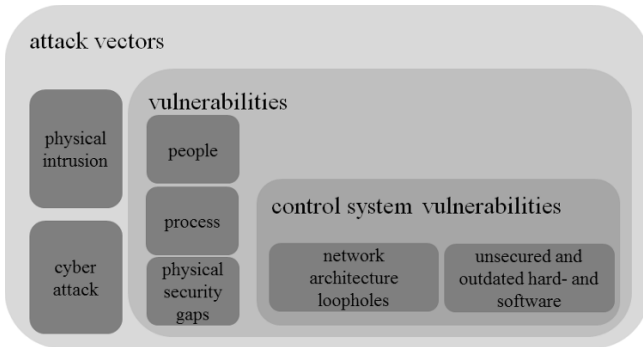 attack vectors
physical
intrusion
cyber
attack
vulnerabilities
people
process
physical
security
gaps
control system vulnerabilities
network
architecture
loopholes
unsecured and
outdated hard- and
software